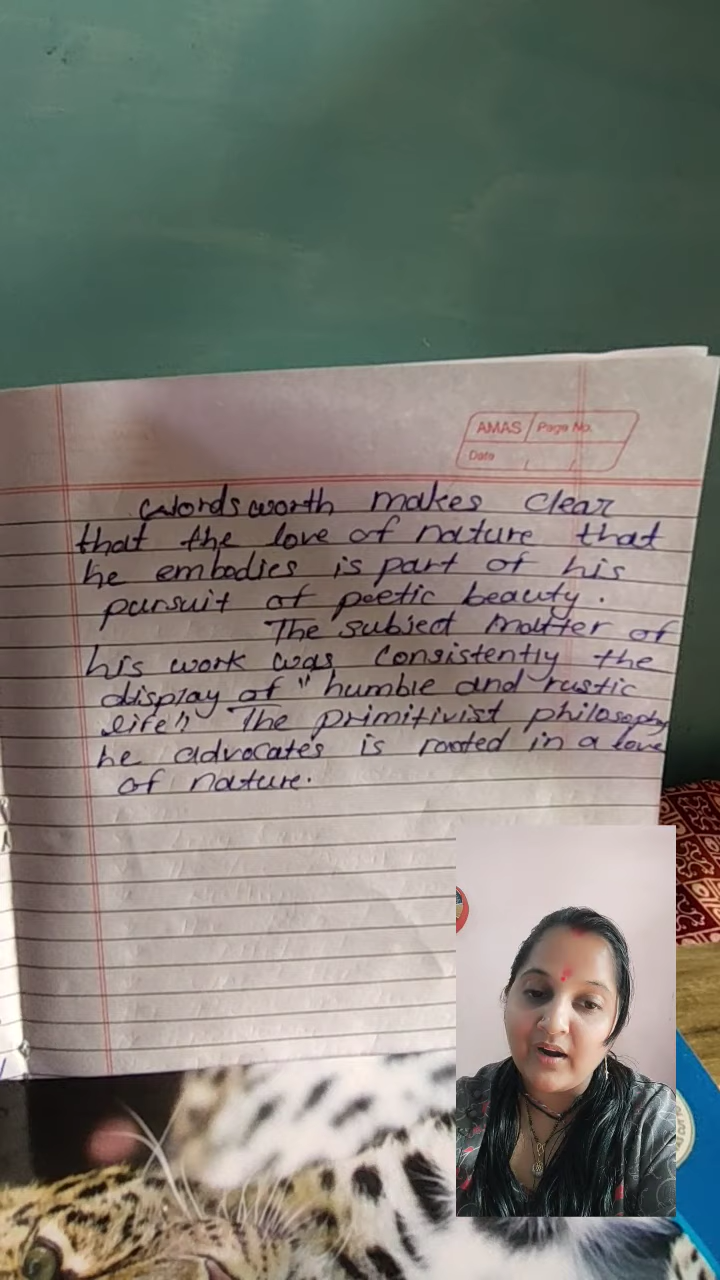 AMAS Page No.
Date
Wordsworth makes clear
that the love of nature that
he embodies is part of his
pursuit of poetic beauty.
The subject matter of
his work was consistently the
display of "humble and rustic
life" The primitivist philosophy
he advocates is rooted in a love
of nature.